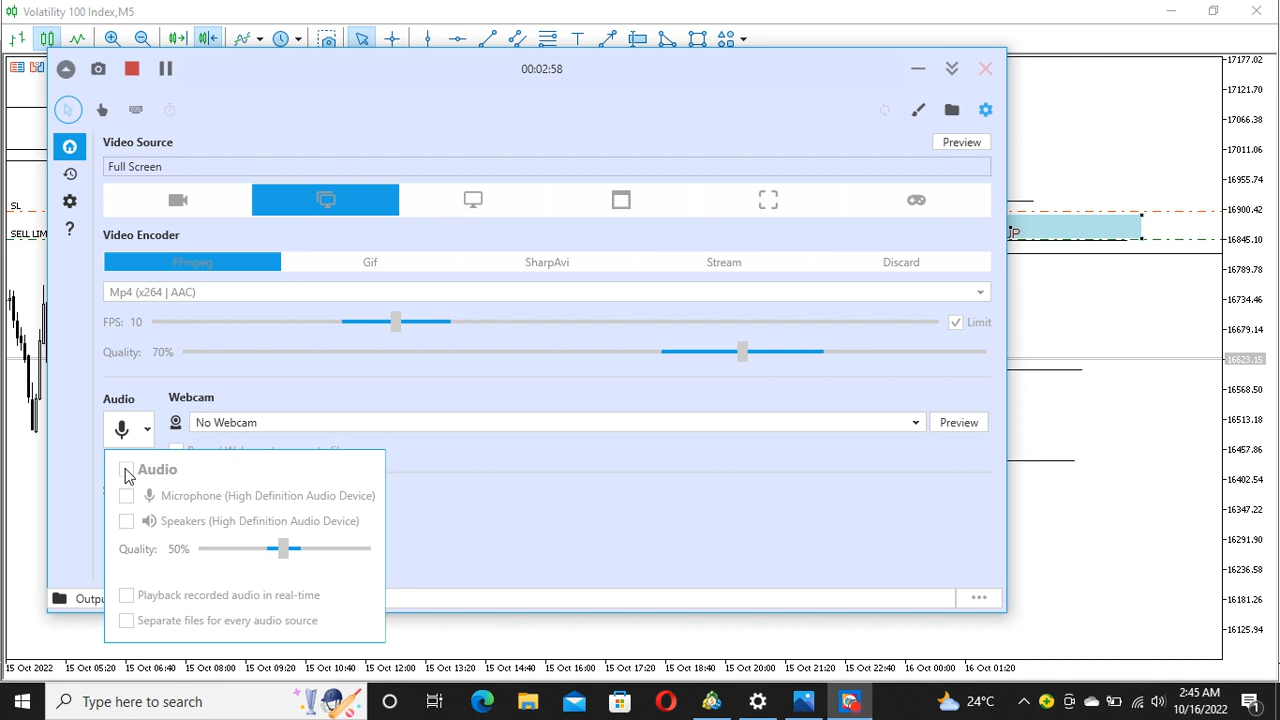 Volatility 100 Index,M5
00:02:58
Video Source
Preview
Full Screen
Video Encoder
FFmpeg Gif SharpAvi Stream Discard
Mp4 (x264 | AAC)
FPS: 10
Limit
Quality: 70%
Audio
Webcam
No Webcam
Preview
Audio
Microphone (High Definition Audio Device)
Speakers (High Definition Audio Device)
Quality: 50%
Playback recorded audio in real-time
Separate files for every audio source
Outpu
...
SL
SELL LIM
UP
17177.02
17121.70
17066.38
17011.06
16955.74
16900.42
16845.10
16789.78
16734.46
16679.14
16623.15
16568.50
16513.18
16457.86
16402.54
16347.22
16291.90
16236.58
16181.26
16125.94
15 Oct 2022 15 Oct 05:20 15 Oct 06:40 15 Oct 08:00 15 Oct 09:20 15 Oct 10:40 15 Oct 12:00 15 Oct 13:20 15 Oct 14:40 15 Oct 16:00 15 Oct 17:20 15 Oct 18:40 15 Oct 20:00 15 Oct 21:20 15 Oct 22:40 16 Oct 00:00 16 Oct 01:20
Type here to search
24°C
2:45 AM
10/16/2022
1